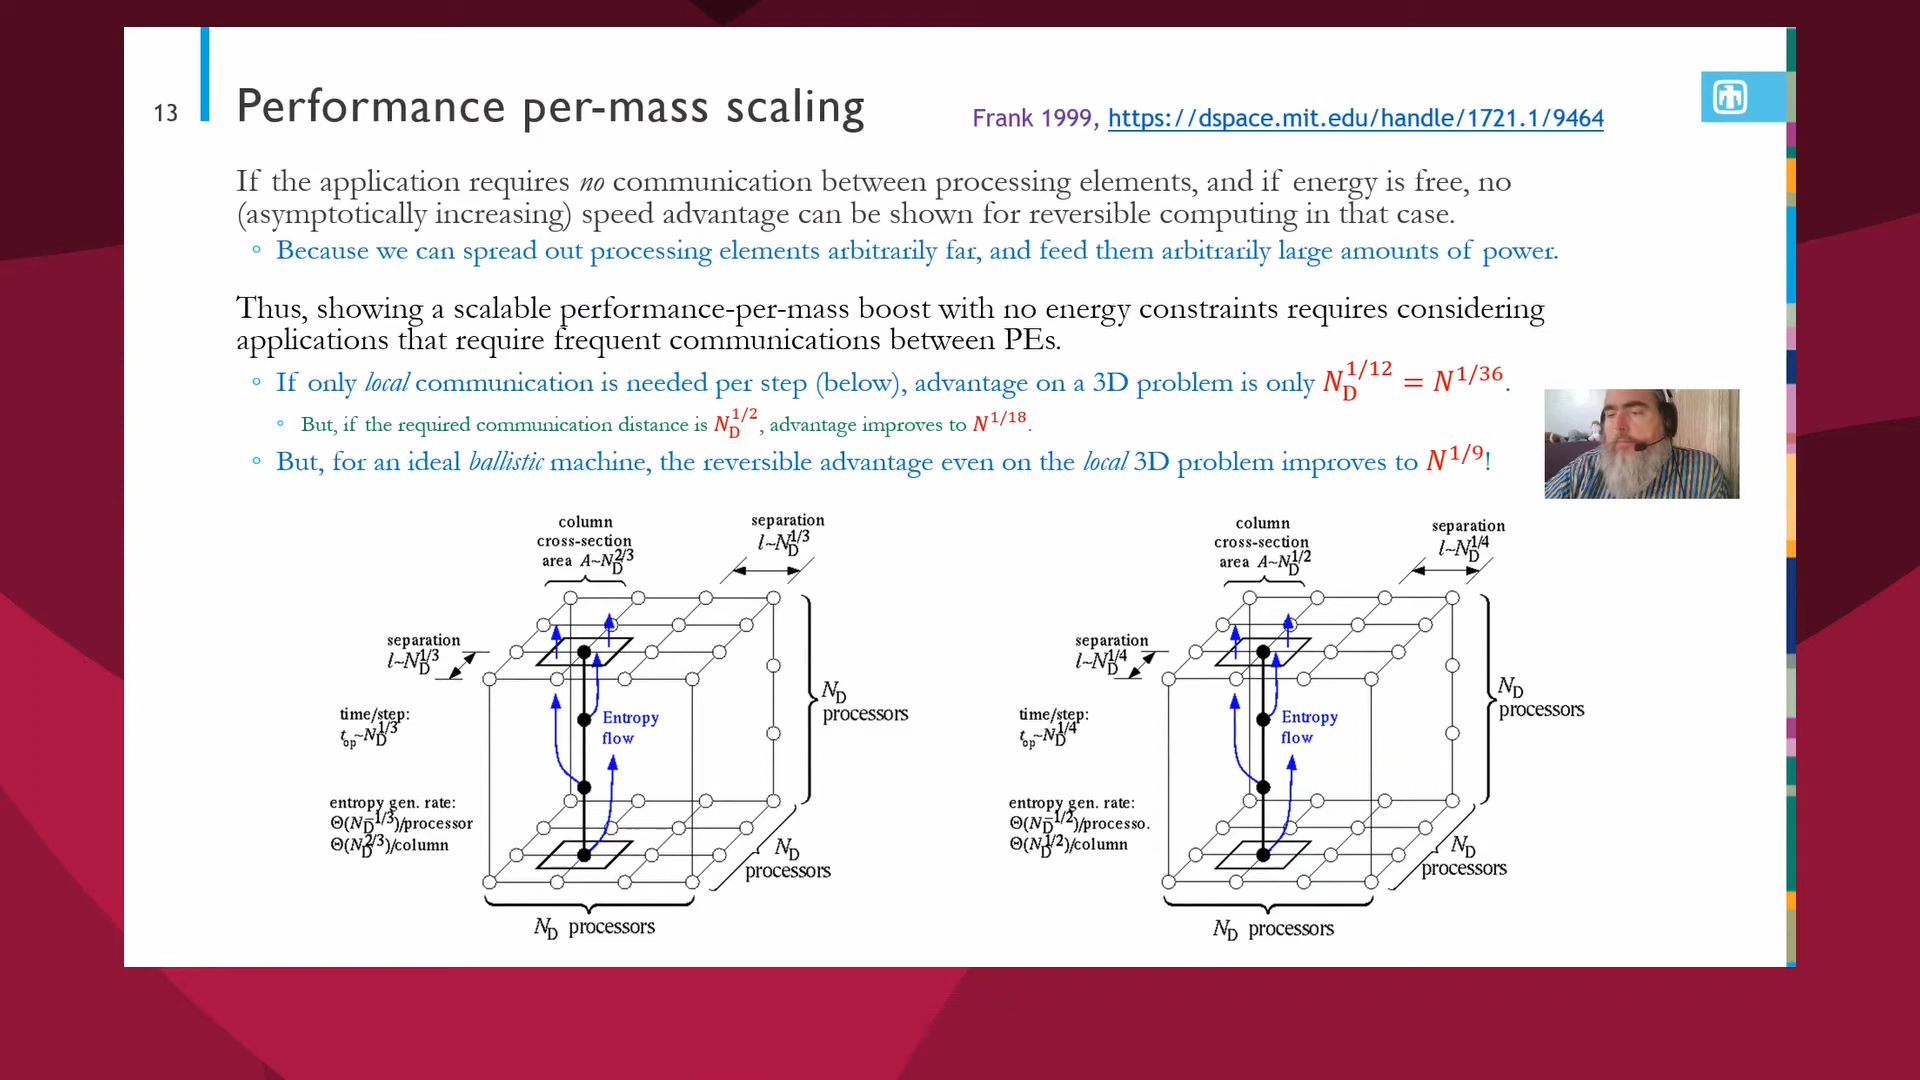 13
Performance per-mass scaling
Frank 1999, https://dspace.mit.edu/handle/1721.1/9464
If the application requires no communication between processing elements, and if energy is free, no
(asymptotically increasing) speed advantage can be shown for reversible computing in that case.
◦ Because we can spread out processing elements arbitrarily far, and feed them arbitrarily large amounts of power.
Thus, showing a scalable performance-per-mass boost with no energy constraints requires considering
applications that require frequent communications between PEs.
◦ If only local communication is needed per step (below), advantage on a 3D problem is only N_D^{1/12} = N^{1/36}.
◦ But, if the required communication distance is N_D^{1/2}, advantage improves to N^{1/18}.
◦ But, for an ideal ballistic machine, the reversible advantage even on the local 3D problem improves to N^{1/9}!
column
cross-section
area A~N_D^{2/3}
separation
l~N_D^{1/3}
separation
l~N_D^{1/3}
time/step:
t_op~N_D^{1/3}
Entropy
flow
N_D
processors
entropy gen. rate:
Θ(N_D^{-1/3})/processor
Θ(N_D^{2/3})/column
N_D
processors
N_D processors
column
cross-section
area A~N_D^{1/2}
separation
l~N_D^{1/4}
separation
l~N_D^{1/4}
time/step:
t_op~N_D^{1/4}
Entropy
flow
N_D
processors
entropy gen. rate:
Θ(N_D^{-1/2})/processo.
Θ(N_D^{1/2})/column
N_D
processors
N_D processors